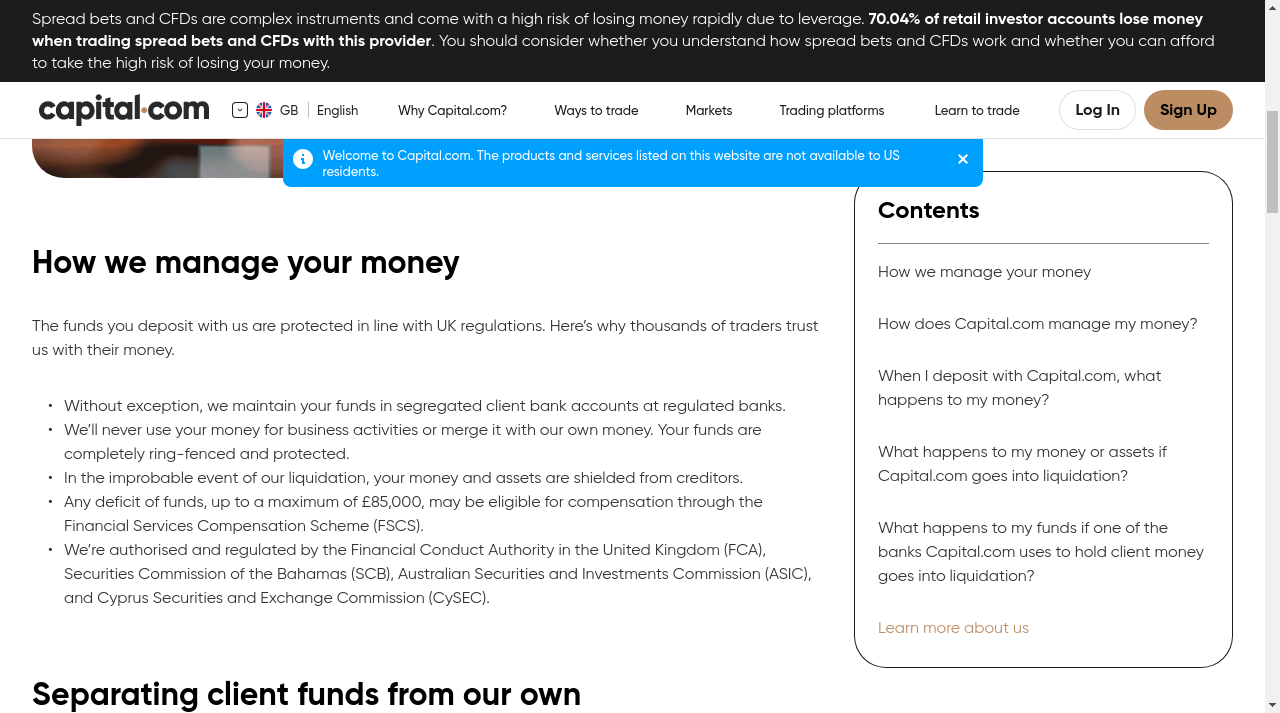 Spread bets and CFDs are complex instruments and come with a high risk of losing money rapidly due to leverage. 70.04% of retail investor accounts lose money
when trading spread bets and CFDs with this provider. You should consider whether you understand how spread bets and CFDs work and whether you can afford
to take the high risk of losing your money.
capital.com
GB English
Why Capital.com?
Ways to trade
Markets
Trading platforms
Learn to trade
Log In
Sign Up
Welcome to Capital.com. The products and services listed on this website are not available to US
residents.
How we manage your money
The funds you deposit with us are protected in line with UK regulations. Here’s why thousands of traders trust
us with their money.
• Without exception, we maintain your funds in segregated client bank accounts at regulated banks.
• We’ll never use your money for business activities or merge it with our own money. Your funds are
completely ring-fenced and protected.
• In the improbable event of our liquidation, your money and assets are shielded from creditors.
• Any deficit of funds, up to a maximum of £85,000, may be eligible for compensation through the
Financial Services Compensation Scheme (FSCS).
• We’re authorised and regulated by the Financial Conduct Authority in the United Kingdom (FCA),
Securities Commission of the Bahamas (SCB), Australian Securities and Investments Commission (ASIC),
and Cyprus Securities and Exchange Commission (CySEC).
Separating client funds from our own
Contents
How we manage your money
How does Capital.com manage my money?
When I deposit with Capital.com, what
happens to my money?
What happens to my money or assets if
Capital.com goes into liquidation?
What happens to my funds if one of the
banks Capital.com uses to hold client money
goes into liquidation?
Learn more about us